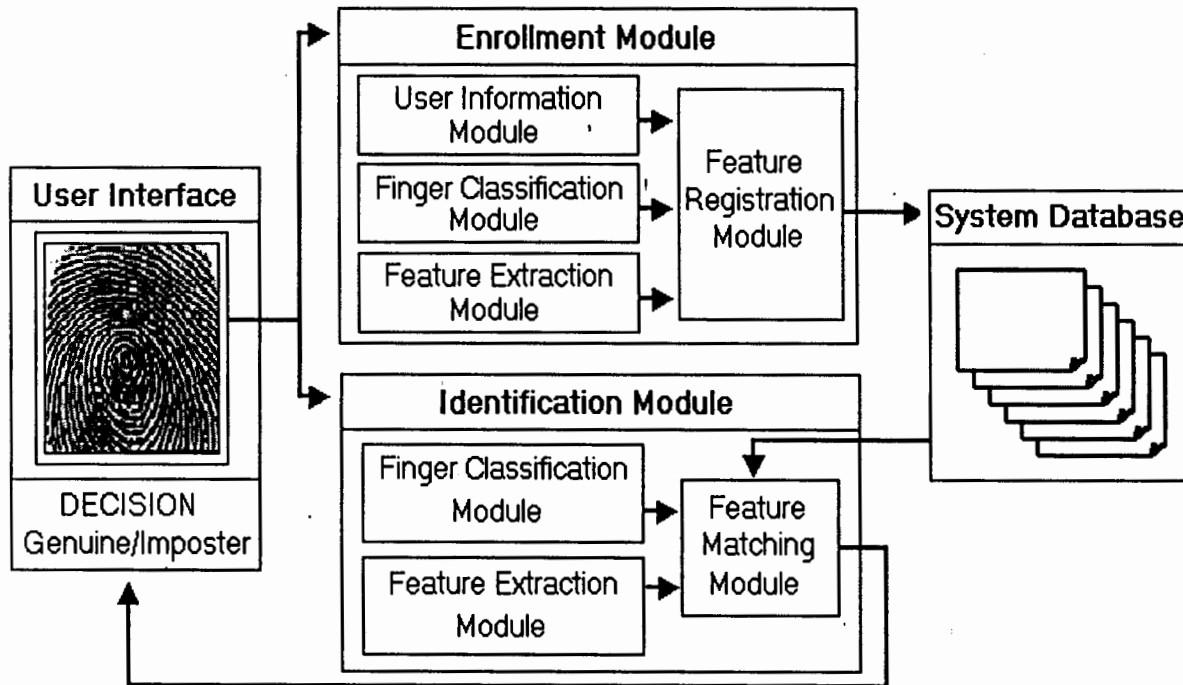 User Interface
DECISION
Genuine/Imposter
Enrollment Module
User Information
Module
Finger Classification
Module
Feature Extraction
Module
Feature
Registration
Module
Identification Module
Finger Classification
Module
Feature Extraction
Module
Feature
Matching
Module
System Database